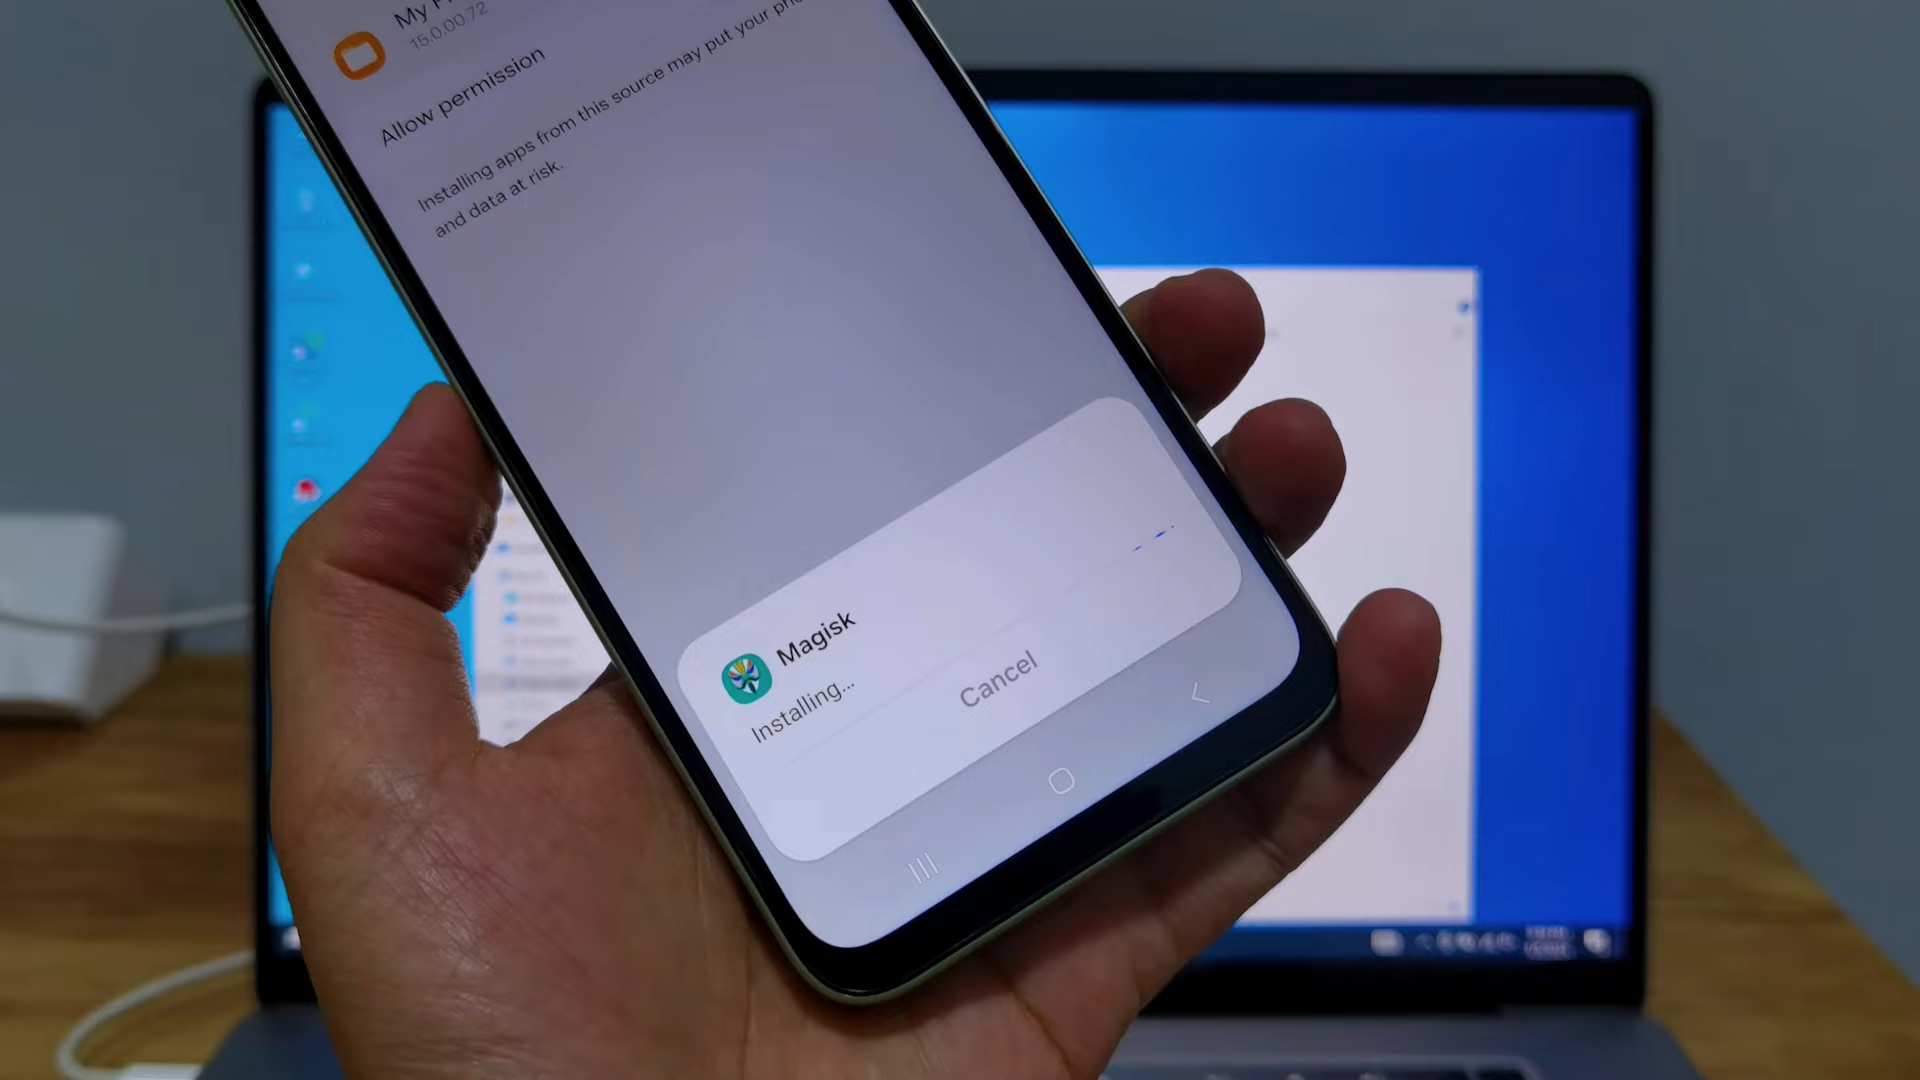 My
15.0.00.72
Allow permission
Installing apps from this source may put your
and data at risk.
Magisk
Installing...
Cancel